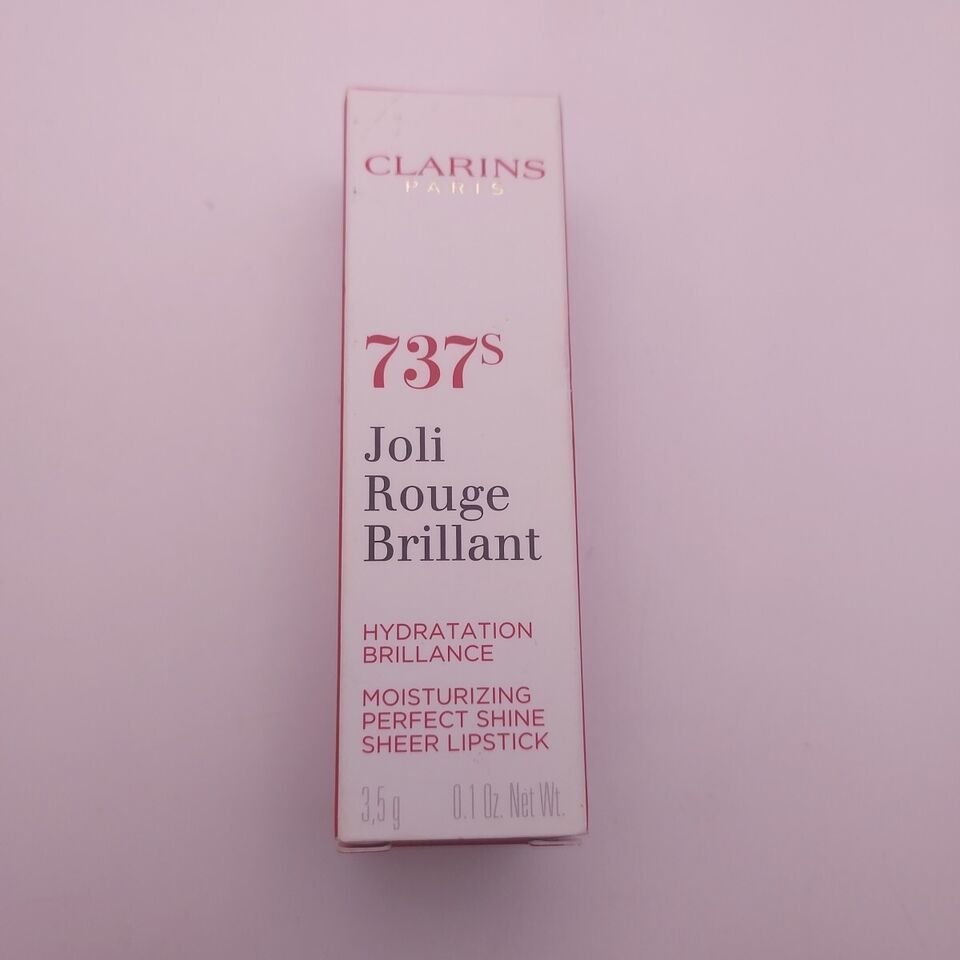 CLARINS
PARIS
737S
Joli
Rouge
Brillant
HYDRATATION
BRILLANCE
MOISTURIZING
PERFECT SHINE
SHEER LIPSTICK
3,5 g 0.1 Oz. Net Wt.